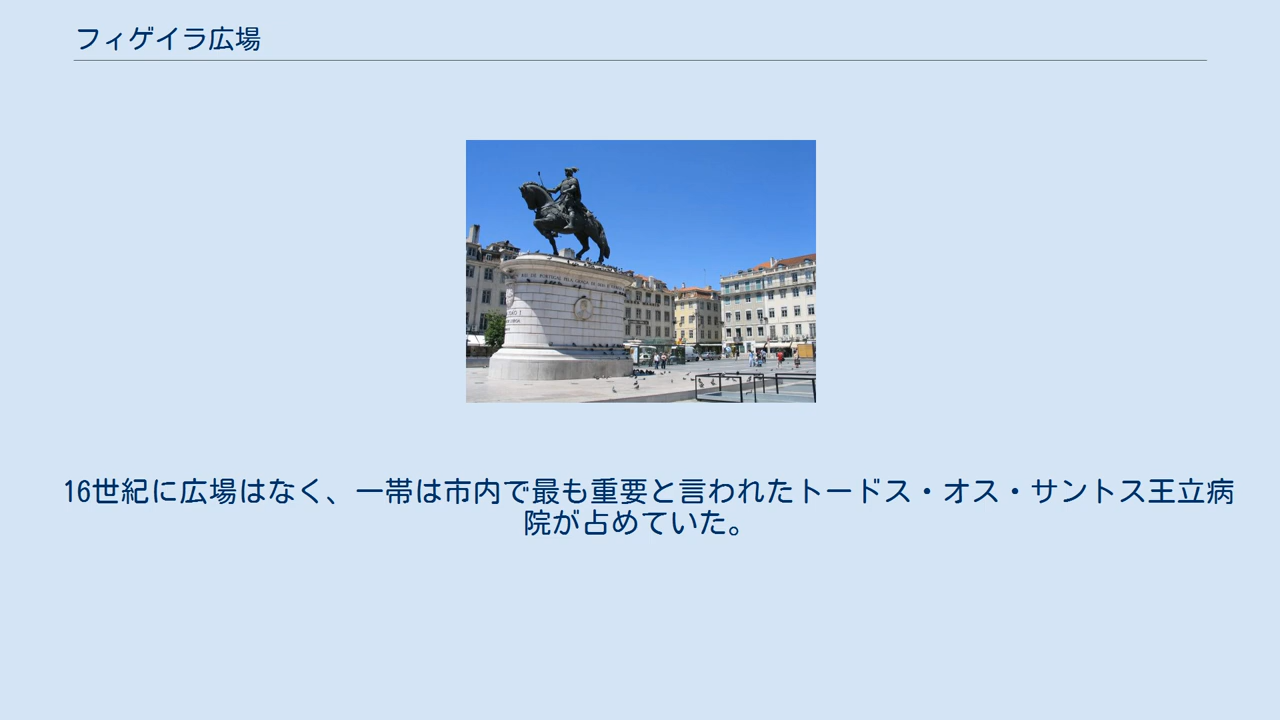 フィゲイラ広場
16世紀に広場はなく、一帯は市内で最も重要と言われたトードス・オス・サントス王立病
院が占めていた。